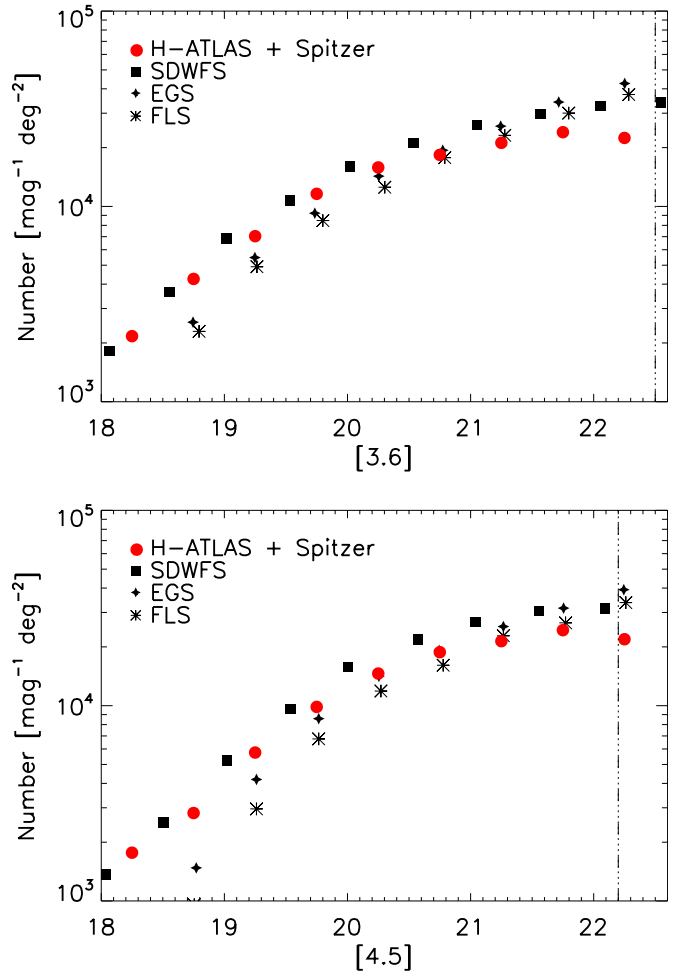 10^5
H-ATLAS + Spitzer
SDWFS
EGS
FLS
10^4
Number [mag^-1 deg^-2]
10^3
18 19 20 21 22
[3.6]
10^5
H-ATLAS + Spitzer
SDWFS
EGS
FLS
10^4
Number [mag^-1 deg^-2]
10^3
18 19 20 21 22
[4.5]